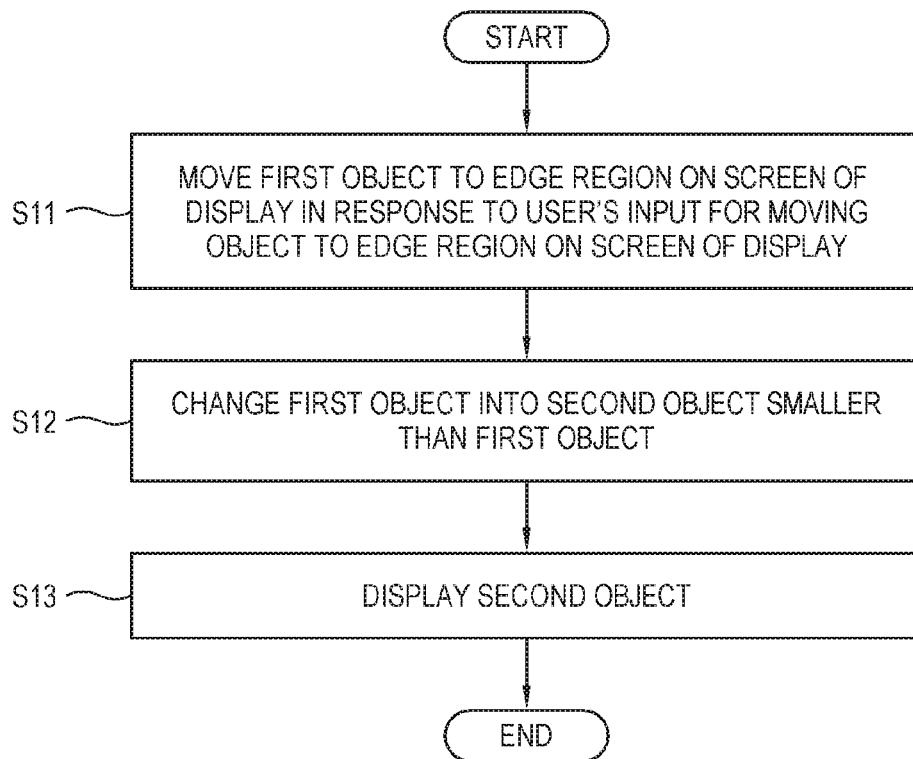 START
S11
MOVE FIRST OBJECT TO EDGE REGION ON SCREEN OF
DISPLAY IN RESPONSE TO USER'S INPUT FOR MOVING
OBJECT TO EDGE REGION ON SCREEN OF DISPLAY
S12
CHANGE FIRST OBJECT INTO SECOND OBJECT SMALLER
THAN FIRST OBJECT
S13
DISPLAY SECOND OBJECT
END